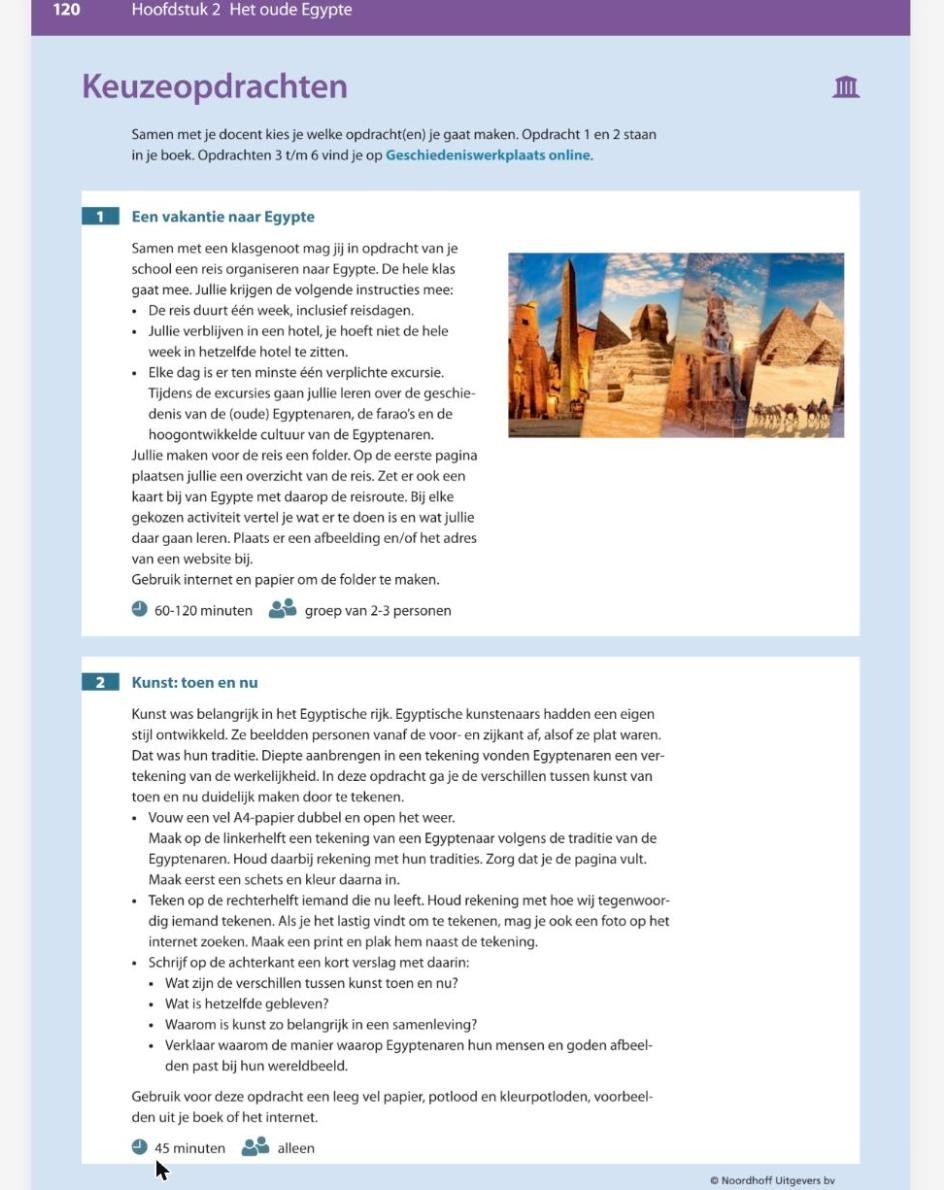 120 Hoofdstuk 2 Het oude Egypte
Keuzeopdrachten
Samen met je docent kies je welke opdracht(en) je gaat maken. Opdracht 1 en 2 staan
in je boek. Opdrachten 3 t/m 6 vind je op Geschiedeniswerkplaats online.
1 Een vakantie naar Egypte
Samen met een klasgenoot mag jij in opdracht van je
school een reis organiseren naar Egypte. De hele klas
gaat mee. Jullie krijgen de volgende instructies mee:
• De reis duurt één week, inclusief reisdagen.
• Jullie verblijven in een hotel, je hoeft niet de hele
week in hetzelfde hotel te zitten.
• Elke dag is er ten minste één verplichte excursie.
Tijdens de excursies gaan jullie leren over de geschie-
denis van de (oude) Egyptenaren, de farao's en de
hoogontwikkelde cultuur van de Egyptenaren.
Jullie maken voor de reis een folder. Op de eerste pagina
plaatsen jullie een overzicht van de reis. Zet er ook een
kaart bij van Egypte met daarop de reisroute. Bij elke
gekozen activiteit vertel je wat er te doen is en wat jullie
daar gaan leren. Plaats er een afbeelding en/of het adres
van een website bij.
Gebruik internet en papier om de folder te maken.
60-120 minuten groep van 2-3 personen
2 Kunst: toen en nu
Kunst was belangrijk in het Egyptische rijk. Egyptische kunstenaars hadden een eigen
stijl ontwikkeld. Ze beeldden personen vanaf de voor- en zijkant af, alsof ze plat waren.
Dat was hun traditie. Diepte aanbrengen in een tekening vonden Egyptenaren een ver-
tekening van de werkelijkheid. In deze opdracht ga je de verschillen tussen kunst van
toen en nu duidelijk maken door te tekenen.
• Vouw een vel A4-papier dubbel en open het weer.
Maak op de linkerhelft een tekening van een Egyptenaar volgens de traditie van de
Egyptenaren. Houd daarbij rekening met hun tradities. Zorg dat je de pagina vult.
Maak eerst een schets en kleur daarna in.
• Teken op de rechterhelft iemand die nu leeft. Houd rekening met hoe wij tegenwoor-
dig iemand tekenen. Als je het lastig vindt om te tekenen, mag je ook een foto op het
internet zoeken. Maak een print en plak hem naast de tekening.
• Schrijf op de achterkant een kort verslag met daarin:
• Wat zijn de verschillen tussen kunst toen en nu?
• Wat is hetzelfde gebleven?
• Waarom is kunst zo belangrijk in een samenleving?
• Verklaar waarom de manier waarop Egyptenaren hun mensen en goden afbeel-
den past bij hun wereldbeeld.
Gebruik voor deze opdracht een leeg vel papier, potlood en kleurpotloden, voorbeel-
den uit je boek of het internet.
45 minuten alleen
© Noordhoff Uitgevers bv